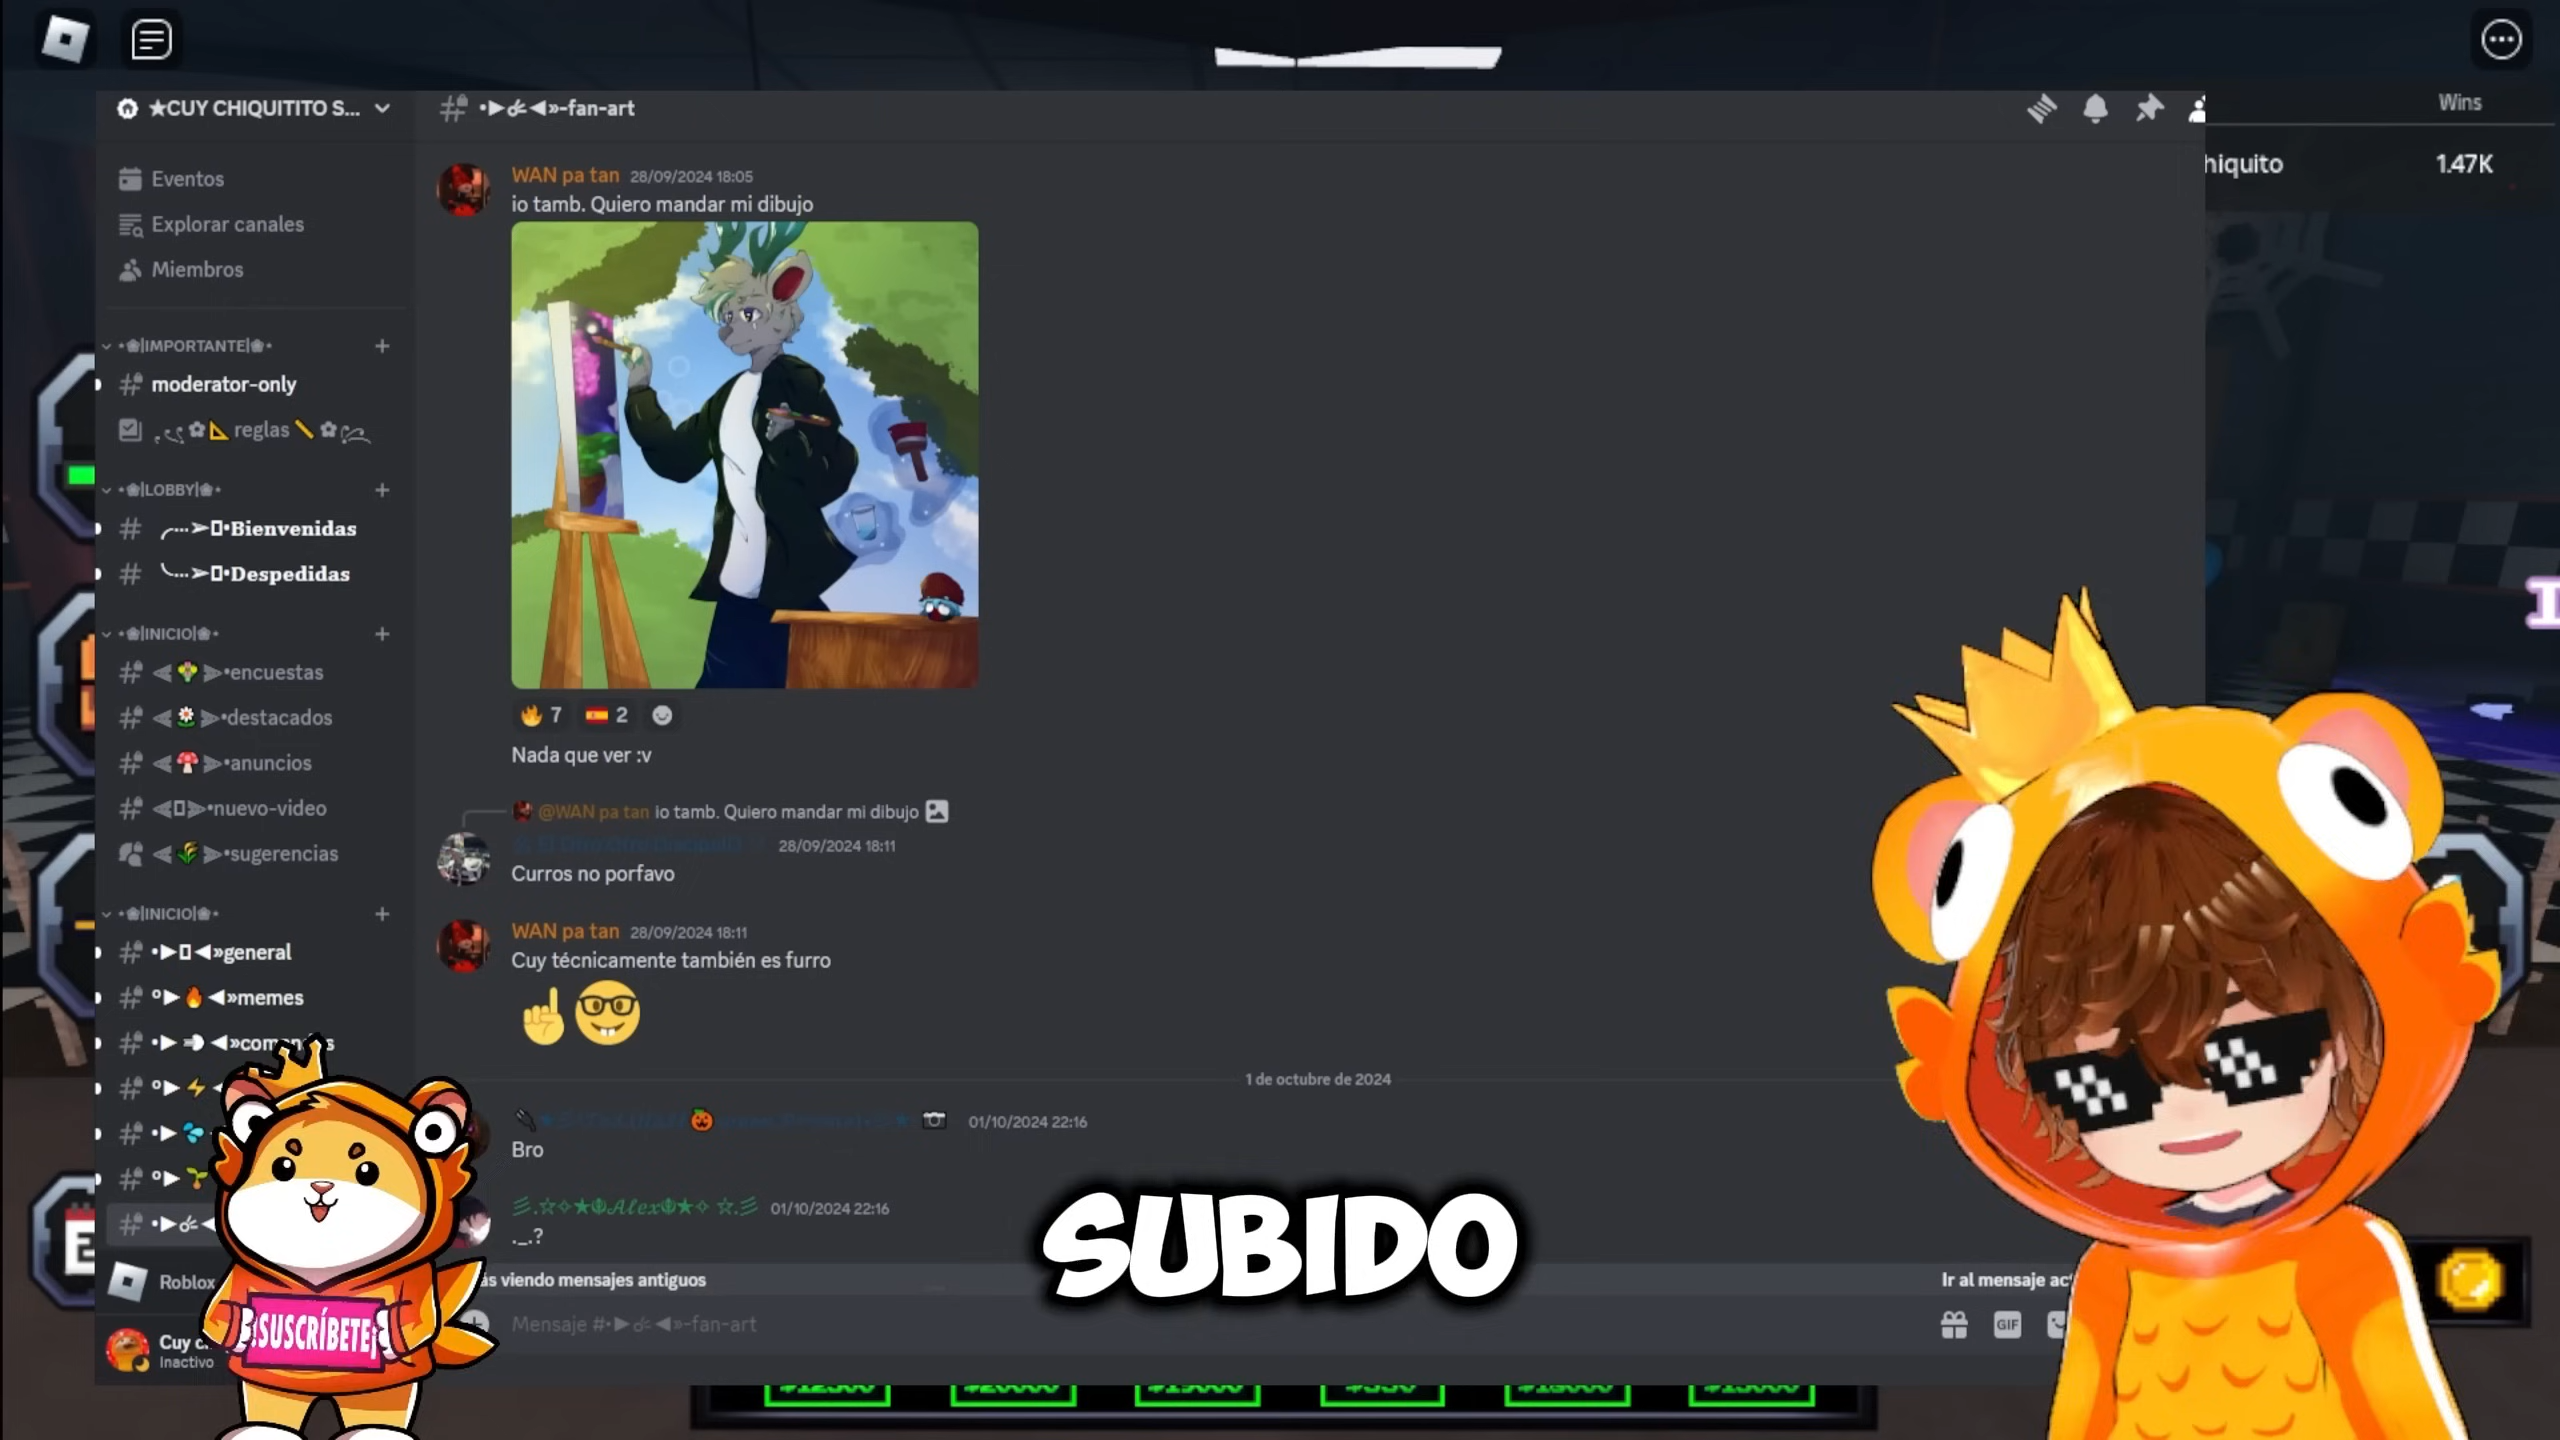 ★CUY CHIQUITITO S...
Eventos
Explorar canales
Miembros
•❀|IMPORTANTE|❀•
moderator-only
reglas
•❀|LOBBY|❀•
Bienvenidas
Despedidas
•❀|INICIO|❀•
•encuestas
•destacados
•anuncios
•nuevo-video
•sugerencias
•❀|INICIO|❀•
»general
»memes
Roblox
Cuy c
Inactivo
¡SUSCRÍBETE!
»-fan-art
WAN pa tan 28/09/2024 18:05
io tamb. Quiero mandar mi dibujo
🔥 7 🇪🇸 2
Nada que ver :v
@WAN pa tan io tamb. Quiero mandar mi dibujo
28/09/2024 18:11
Curros no porfavo
WAN pa tan 28/09/2024 18:11
Cuy técnicamente también es furro
☝🤓
1 de octubre de 2024
01/10/2024 22:16
Bro
Alex 01/10/2024 22:16
._.?
viendo mensajes antiguos
Ir al mensaje
Mensaje #•▶ ◀»-fan-art
GIF
SUBIDO
Wins
hiquito 1.47K